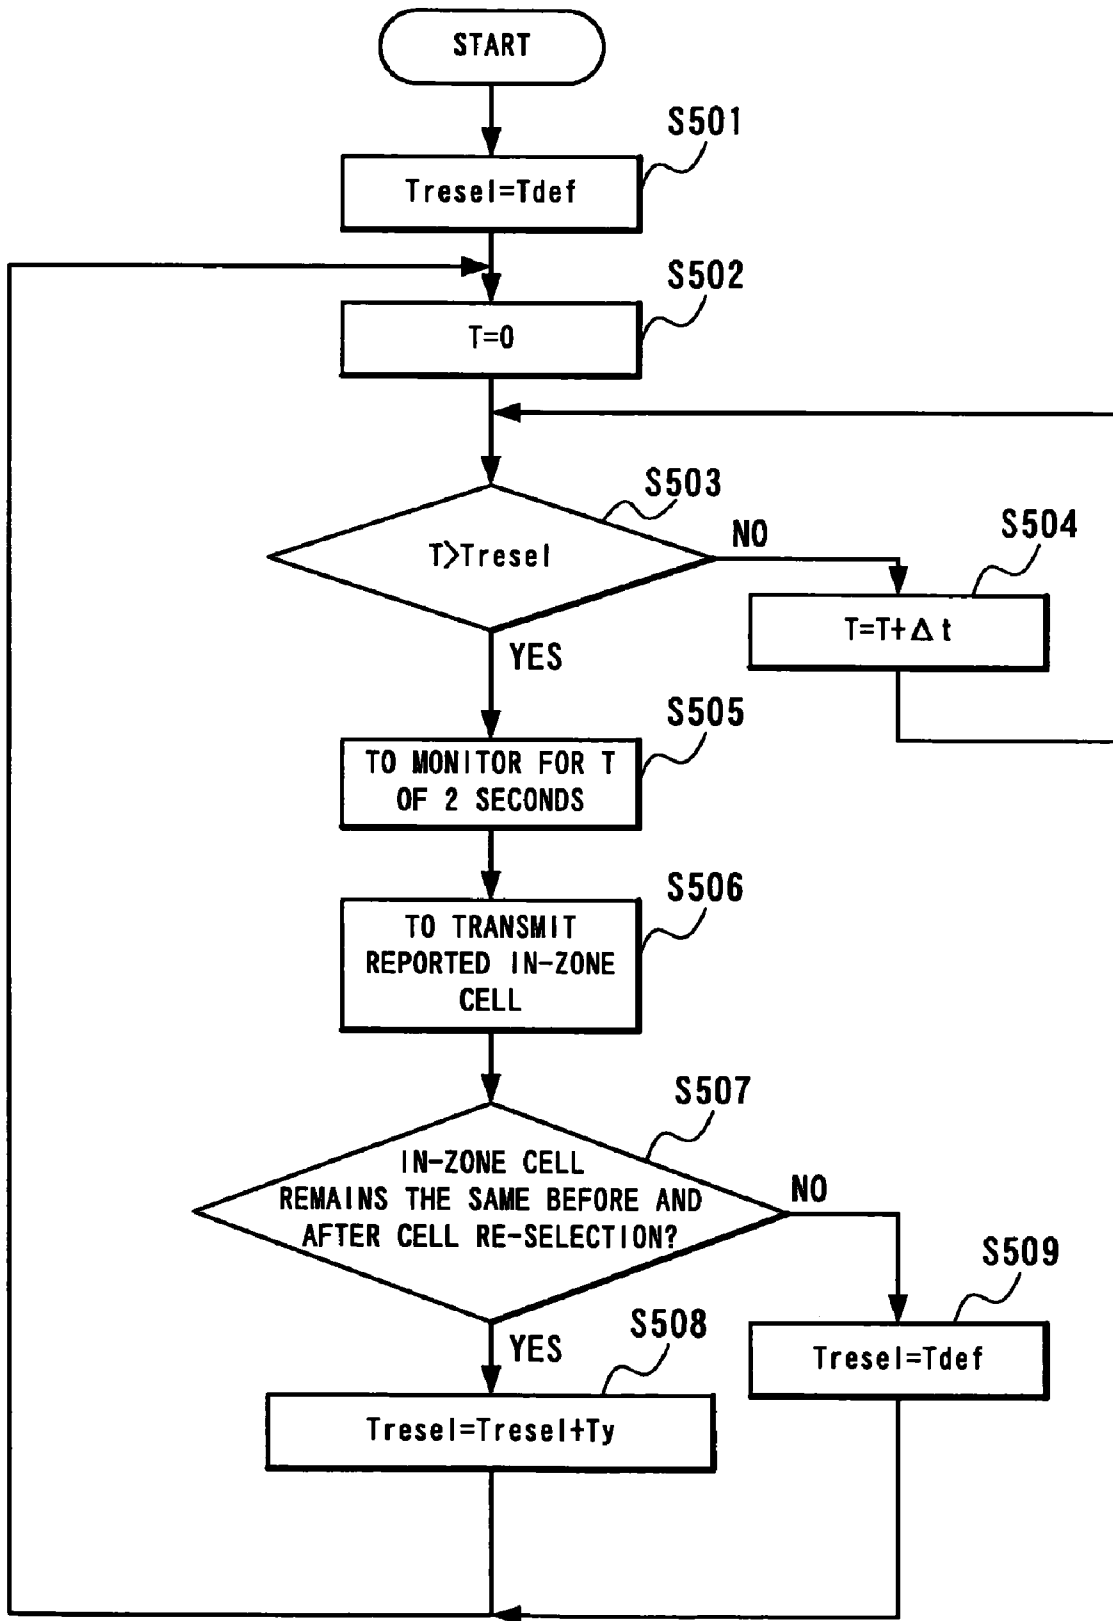 START
S501
Tresel=Tdef
S502
T=0
S503
T>Tresel
NO
S504
T=T+Δt
YES
S505
TO MONITOR FOR T
OF 2 SECONDS
S506
TO TRANSMIT
REPORTED IN-ZONE
CELL
S507
IN-ZONE CELL
REMAINS THE SAME BEFORE AND
AFTER CELL RE-SELECTION?
NO
S509
Tresel=Tdef
YES
S508
Tresel=Tresel+Ty